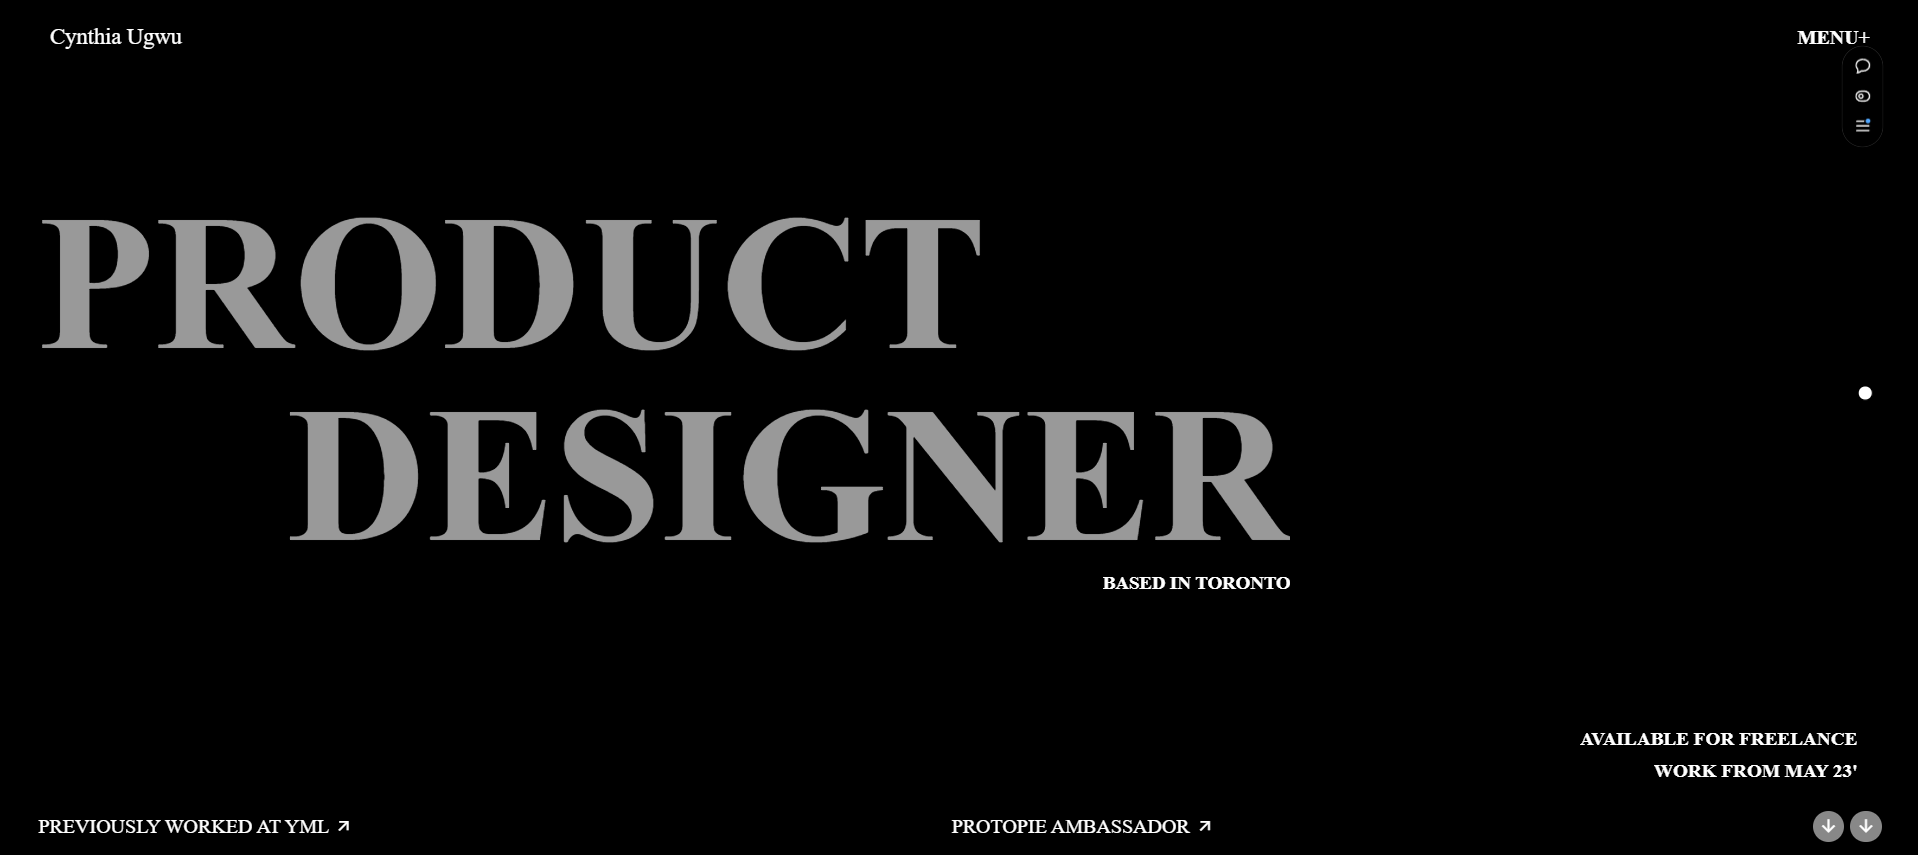 Cynthia Ugwu
MENU+
PRODUCT
DESIGNER
BASED IN TORONTO
AVAILABLE FOR FREELANCE
WORK FROM MAY 23'
PREVIOUSLY WORKED AT YML
PROTOPIE AMBASSADOR